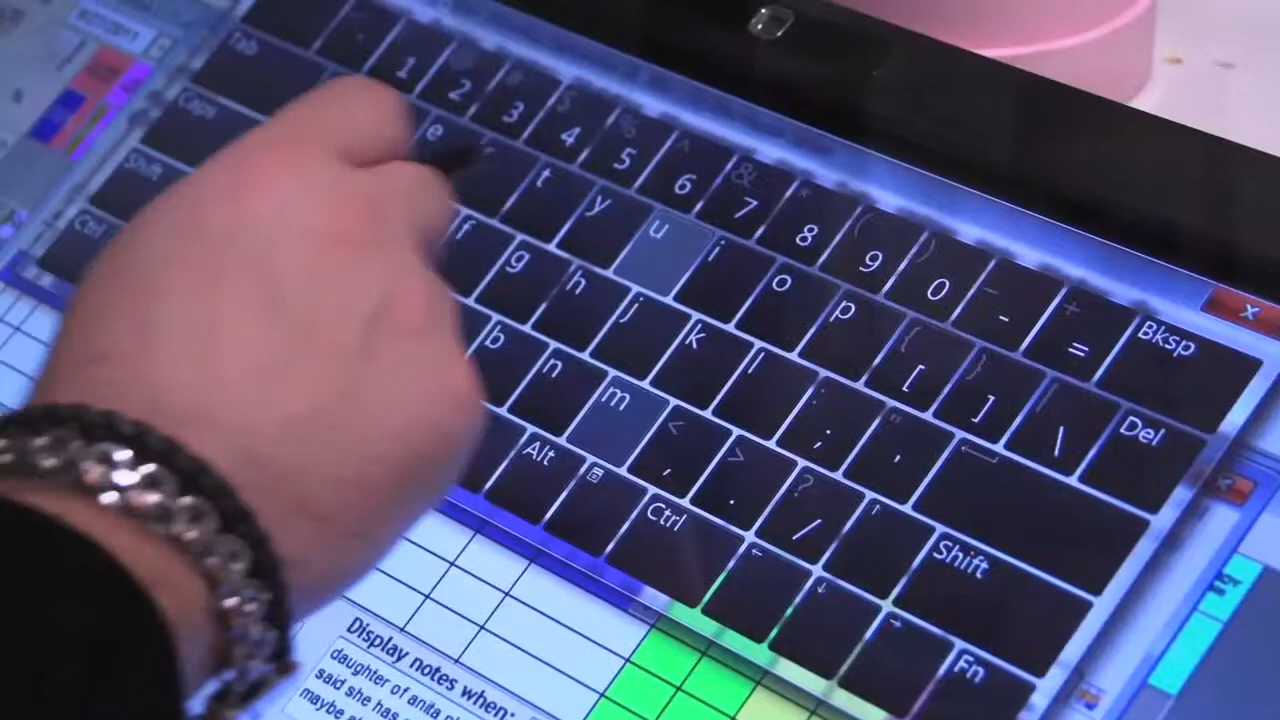 1 2 @ 3 $ 4 % 5 ^ 6 & 7 * 8 ( 9 ) 0 _ - + = Bksp
Tab e r t y u i o p { [ } ] | \ Del
Caps f g h j k l : ; " '
Shift b n m < , > . ? / Shift
Ctrl Alt Ctrl Fn
Display notes when:
daughter of anita
said she has
maybe